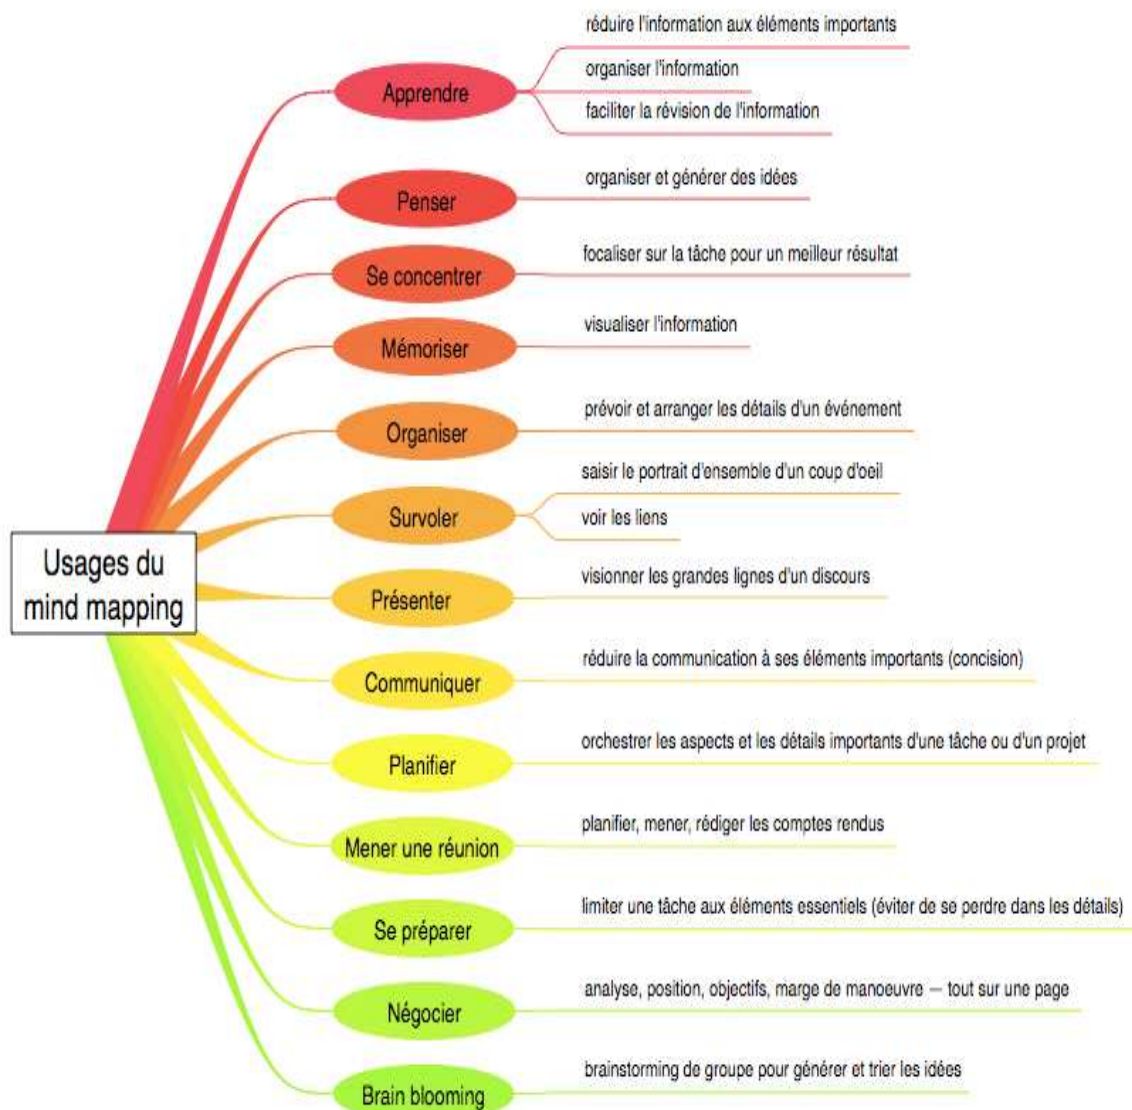 Usages du
mind mapping
Apprendre
réduire l'information aux éléments importants
organiser l'information
faciliter la révision de l'information
Penser
organiser et générer des idées
Se concentrer
focaliser sur la tâche pour un meilleur résultat
Mémoriser
visualiser l'information
Organiser
prévoir et arranger les détails d'un événement
Survoler
saisir le portrait d'ensemble d'un coup d'oeil
voir les liens
Présenter
visionner les grandes lignes d'un discours
Communiquer
réduire la communication à ses éléments importants (concision)
Planifier
orchestrer les aspects et les détails importants d'une tâche ou d'un projet
Mener une réunion
planifier, mener, rédiger les comptes rendus
Se préparer
limiter une tâche aux éléments essentiels (éviter de se perdre dans les détails)
Négocier
analyse, position, objectifs, marge de manoeuvre — tout sur une page
Brain blooming
brainstorming de groupe pour générer et trier les idées